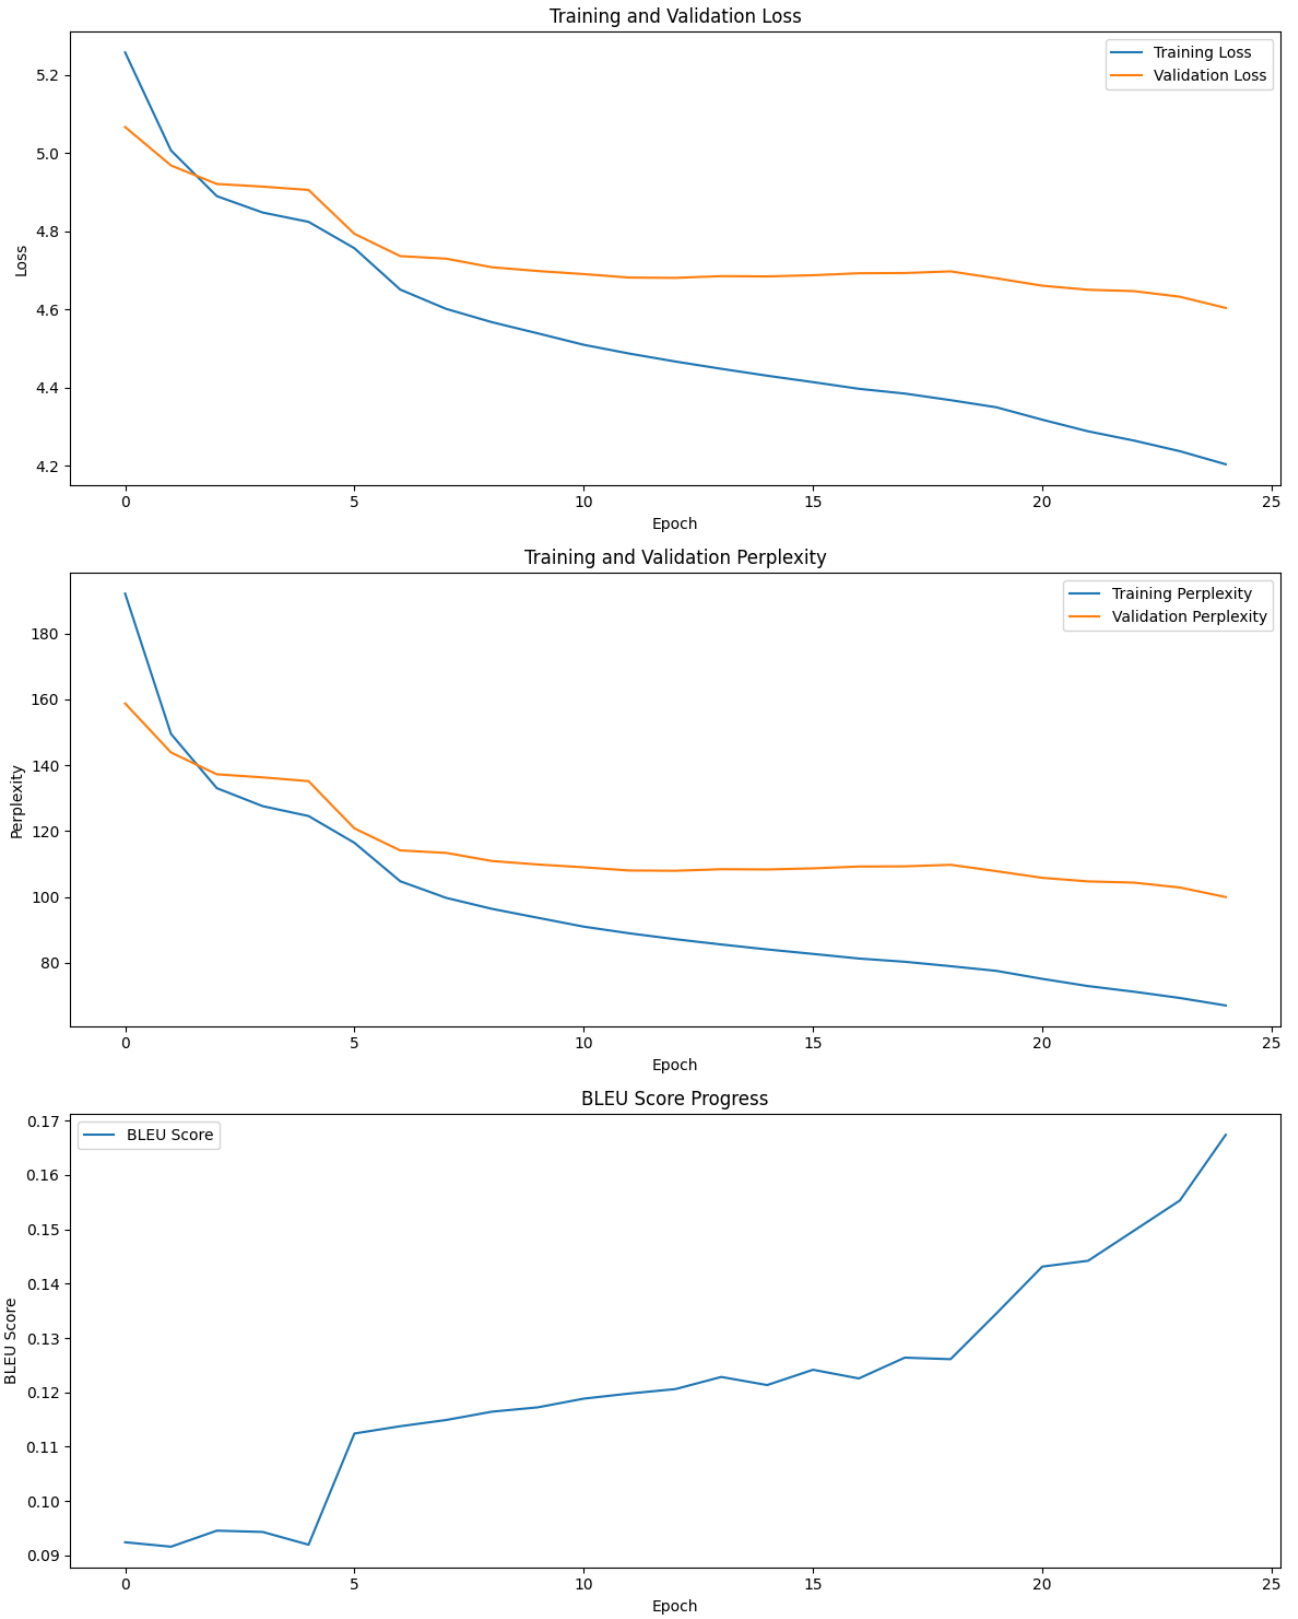 Training and Validation Loss
Training Loss
Validation Loss
5.2
5.0
4.8
4.6
4.4
4.2
Loss
0 5 10 15 20 25
Epoch
Training and Validation Perplexity
Training Perplexity
Validation Perplexity
180
160
140
120
100
80
Perplexity
0 5 10 15 20 25
Epoch
BLEU Score Progress
BLEU Score
0.17
0.16
0.15
0.14
0.13
0.12
0.11
0.10
0.09
BLEU Score
0 5 10 15 20 25
Epoch